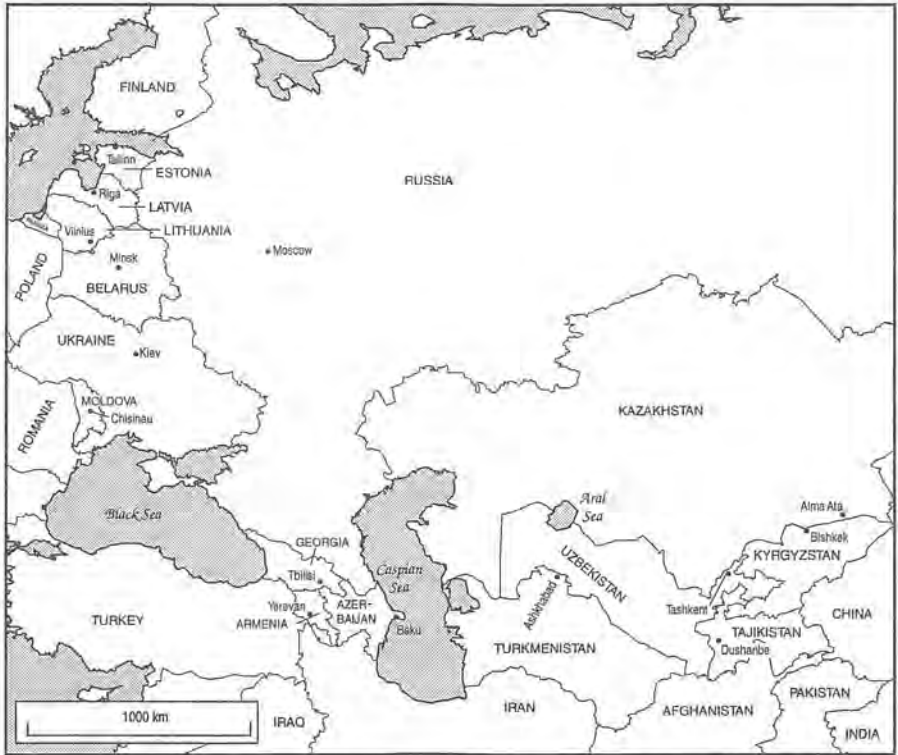 FINLAND
Tallinn
ESTONIA
RUSSIA
Riga
LATVIA
LITHUANIA
RUSSIA
Vilnius
Moscow
Minsk
POLAND
BELARUS
UKRAINE
Kiev
MOLDOVA
Chisinau
ROMANIA
KAZAKHSTAN
Aral
Sea
Alma Ata
Black Sea
Bishkek
GEORGIA
KYRGYZSTAN
Tbilisi
Caspian
Sea
UZBEKISTAN
Ashkhabad
Tashkent
CHINA
Yerevan
AZER-
BAIJAN
TURKEY
ARMENIA
Baku
TAJIKISTAN
Dushanbe
TURKMENISTAN
PAKISTAN
1000 km
IRAQ
IRAN
AFGHANISTAN
INDIA